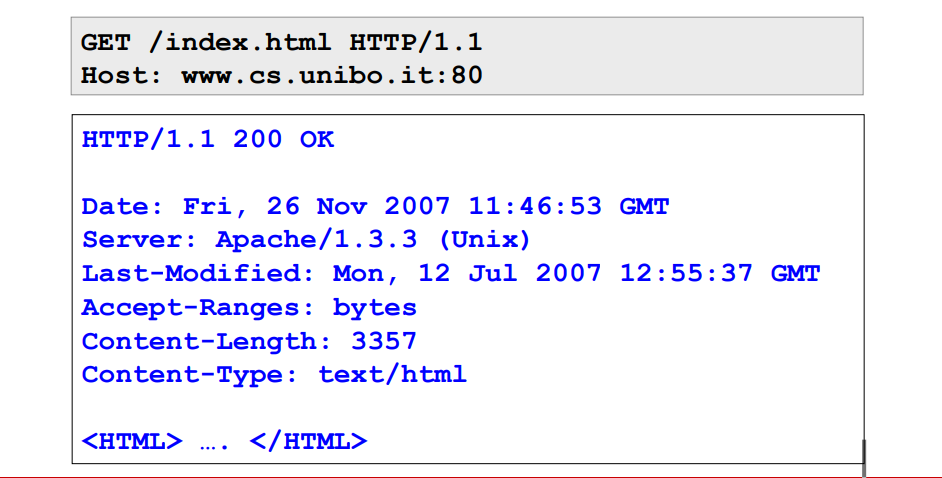 GET /index.html HTTP/1.1
Host: www.cs.unibo.it:80
HTTP/1.1 200 OK
Date: Fri, 26 Nov 2007 11:46:53 GMT
Server: Apache/1.3.3 (Unix)
Last-Modified: Mon, 12 Jul 2007 12:55:37 GMT
Accept-Ranges: bytes
Content-Length: 3357
Content-Type: text/html
<HTML> …. </HTML>